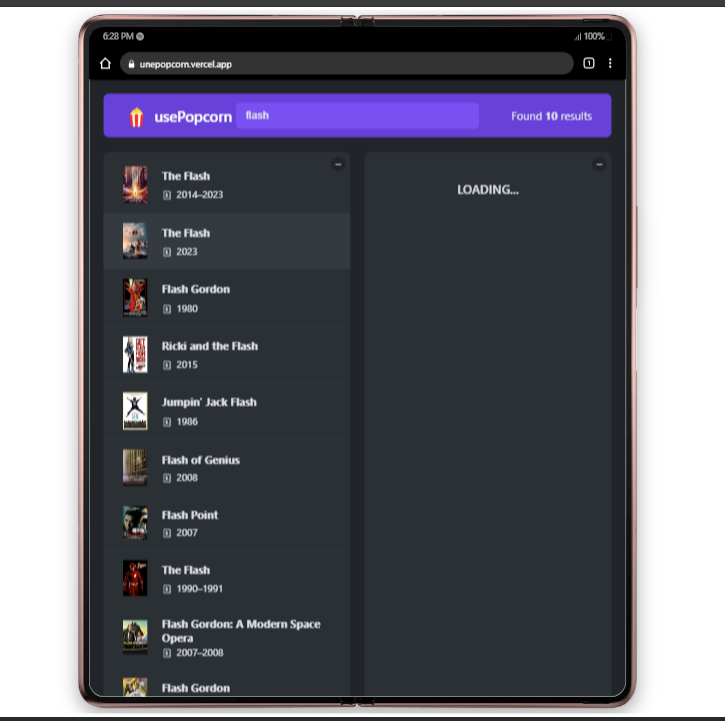 6:28 PM
100%
unepopcorn.vercel.app
1
usePopcorn
flash
Found 10 results
The Flash
2014–2023
The Flash
2023
Flash Gordon
1980
Ricki and the Flash
2015
Jumpin' Jack Flash
1986
Flash of Genius
2008
Flash Point
2007
The Flash
1990–1991
Flash Gordon: A Modern Space
Opera
2007–2008
Flash Gordon
–
–
LOADING...